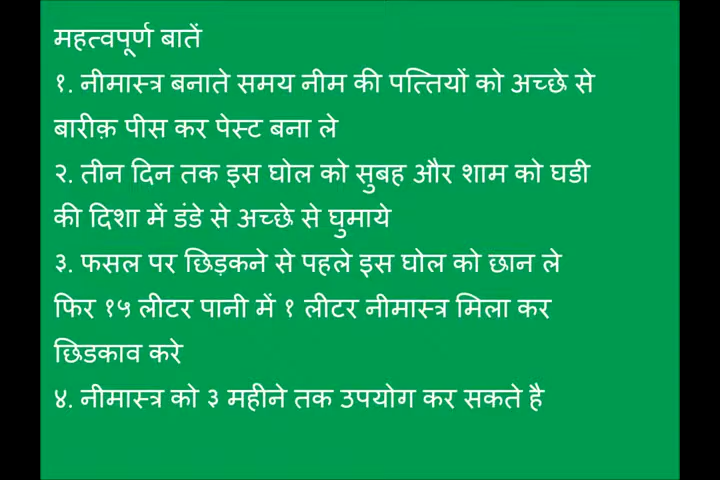 महत्वपूर्ण बातें
१. नीमास्त्र बनाते समय नीम की पत्तियों को अच्छे से
बारीक़ पीस कर पेस्ट बना ले
२. तीन दिन तक इस घोल को सुबह और शाम को घडी
की दिशा में डंडे से अच्छे से घुमाये
३. फसल पर छिड़कने से पहले इस घोल को छान ले
फिर १५ लीटर पानी में १ लीटर नीमास्त्र मिला कर
छिडकाव करे
४. नीमास्त्र को ३ महीने तक उपयोग कर सकते है